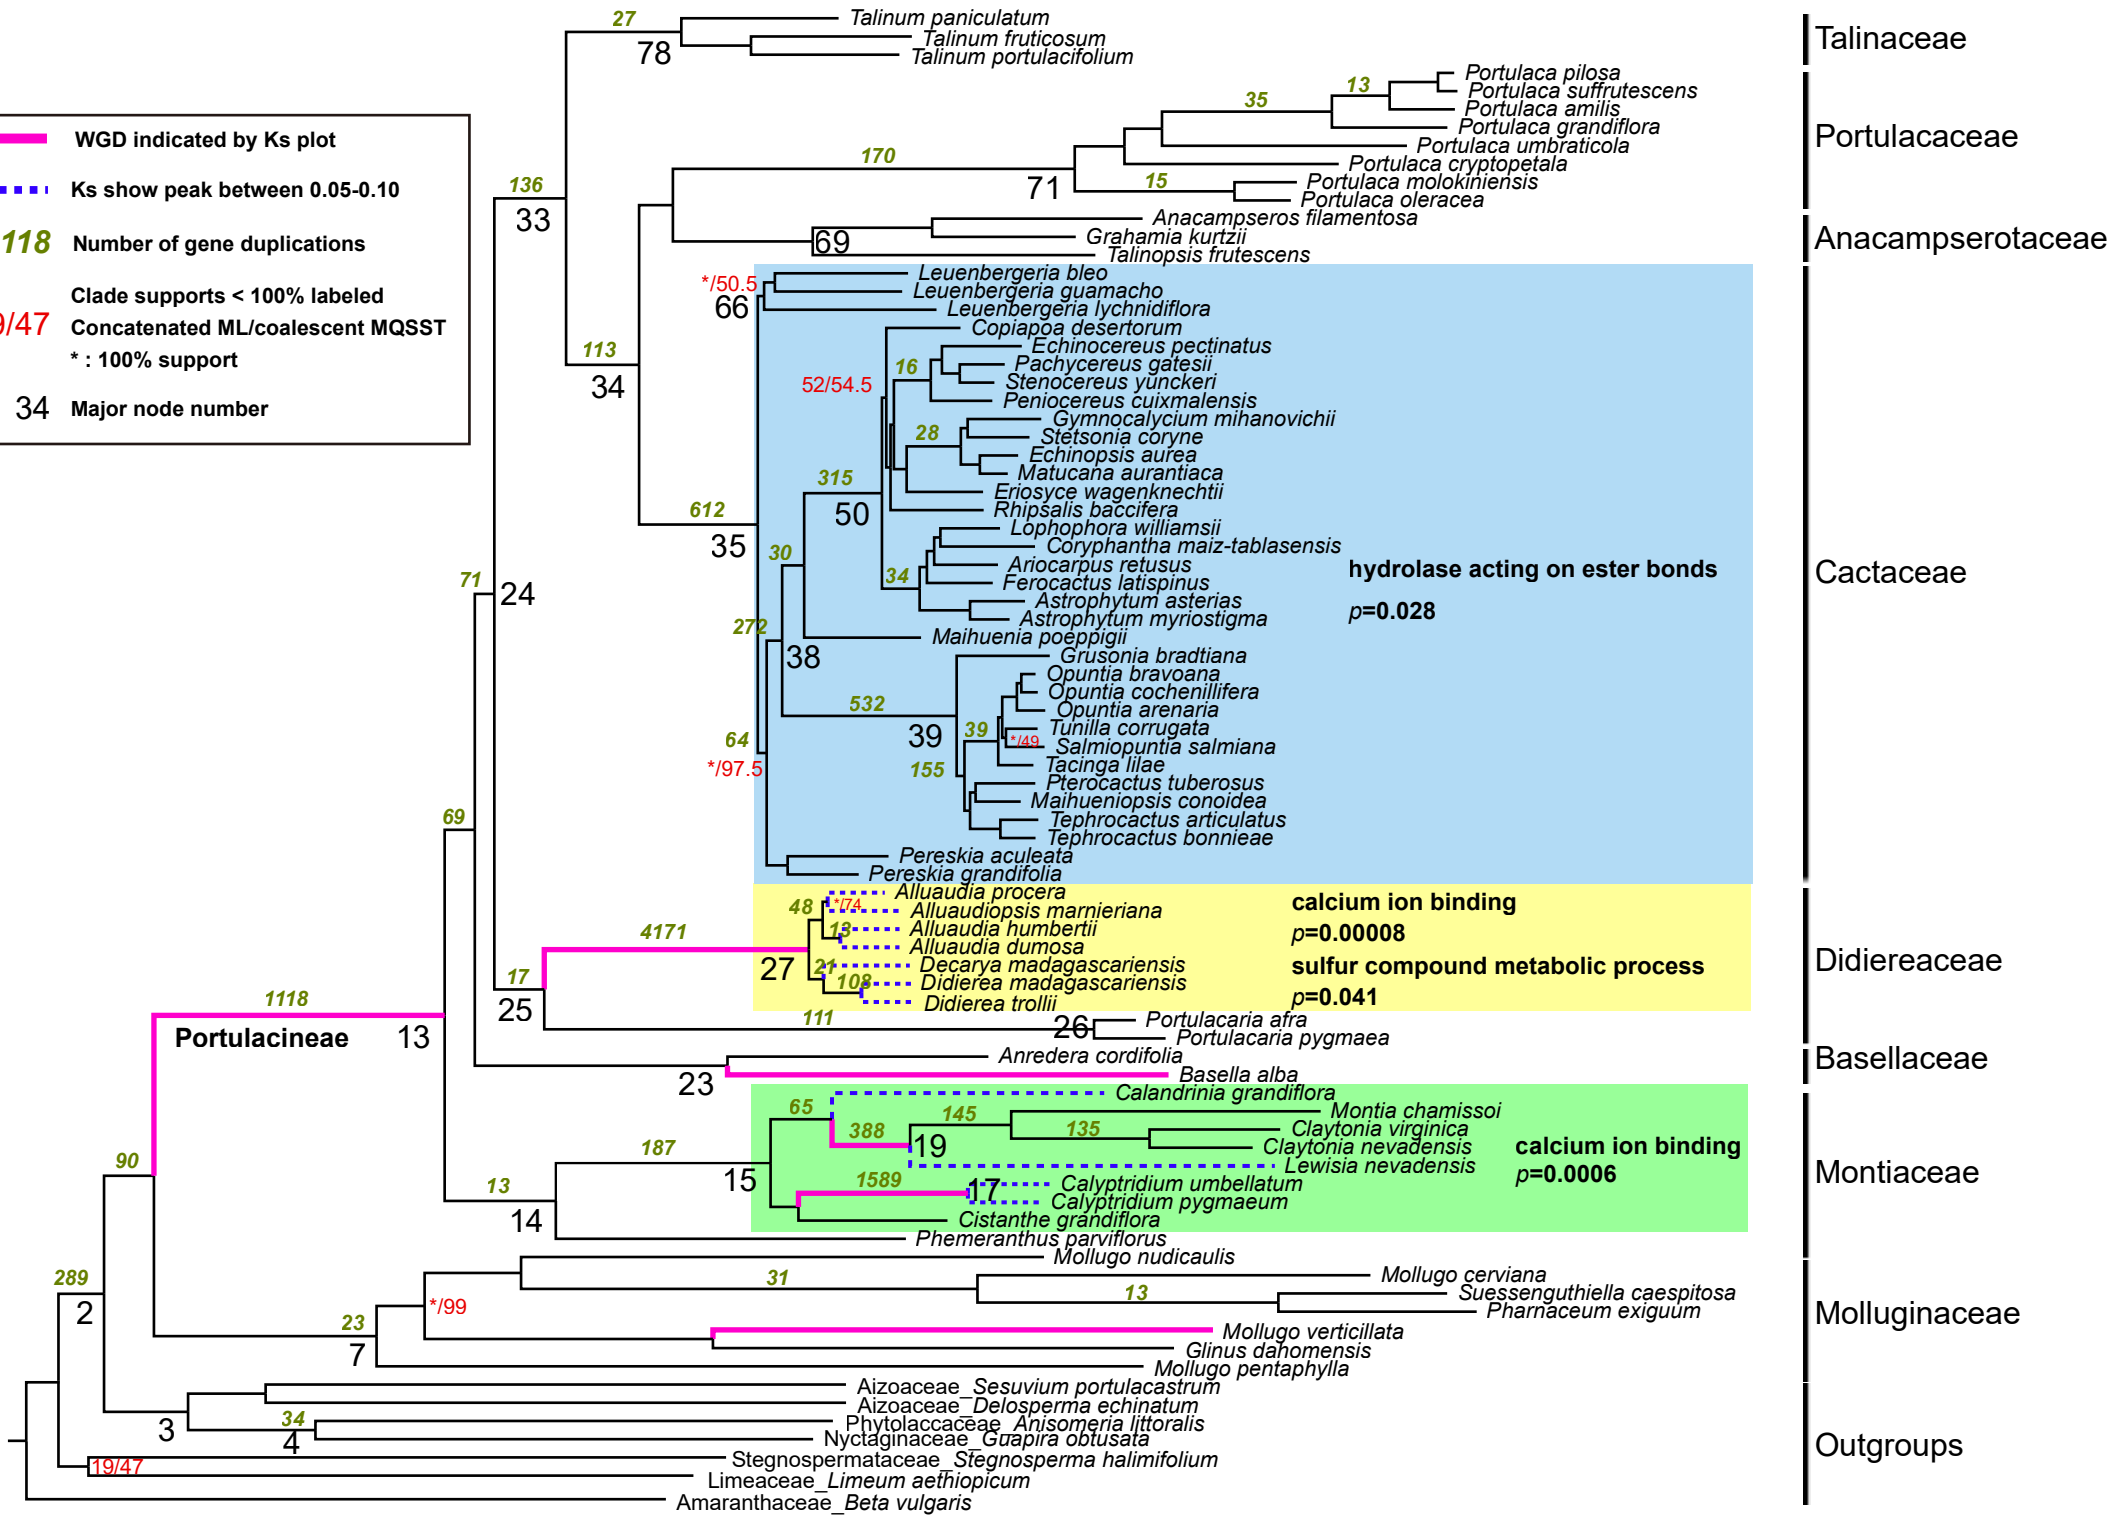 WGD indicated by Ks plot
Ks show peak between 0.05-0.10
118 Number of gene duplications
Clade supports < 100% labeled
9/47 Concatenated ML/coalescent MQSST
* : 100% support
34 Major node number
27
78
Talinum paniculatum
Talinum fruticosum
Talinum portulacifolium
Talinaceae
Portulaca pilosa
13
Portulaca suffrutescens
35
Portulaca amilis
Portulaca grandiflora
Portulacaceae
Portulaca umbraticola
170
Portulaca cryptopetala
71
15
Portulaca molokiniensis
Portulaca oleracea
136
33
Anacampseros filamentosa
69
Grahamia kurtzii
Anacampserotaceae
Talinopsis frutescens
*/50.5
66
Leuenbergeria bleo
Leuenbergeria guamacho
Leuenbergeria lychnidiflora
Copiapoa desertorum
113
34
Echinocereus pectinatus
16
Pachycereus gatesii
52/54.5
Stenocereus yunckeri
Peniocereus cuixmalensis
Gymnocalycium mihanovichii
28
Stetsonia coryne
Echinopsis aurea
Matucana aurantiaca
315
50
Eriosyce wagenknechtii
Rhipsalis baccifera
612
35
Lophophora williamsii
30
Coryphantha maiz-tablasensis
Ariocarpus retusus
34
Ferocactus latispinus
hydrolase acting on ester bonds
p=0.028
Cactaceae
71
24
Astrophytum asterias
Astrophytum myriostigma
272
38
Maihuenia poeppigii
Grusonia bradtiana
Opuntia bravoana
Opuntia cochenillifera
532
39
Opuntia arenaria
39
Tunilla corrugata
*/49
Salmiopuntia salmiana
64
*/97.5
155
Tacinga lilae
Pterocactus tuberosus
Maihueniopsis conoidea
69
Tephrocactus articulatus
Tephrocactus bonnieae
Pereskia aculeata
Pereskia grandifolia
Alluaudia procera
48
*/74
Alluaudiopsis marnieriana
calcium ion binding
13
Alluaudia humbertii
p=0.00008
4171
27
Alluaudia dumosa
21
Decarya madagascariensis
sulfur compound metabolic process
Didiereaceae
17
25
108
Didierea madagascariensis
p=0.041
Didierea trollii
1118
Portulacineae
13
111
26
Portulacaria afra
Portulacaria pygmaea
Anredera cordifolia
Basellaceae
23
Basella alba
Calandrinia grandiflora
65
145
Montia chamissoi
388
135
Claytonia virginica
19
Claytonia nevadensis
calcium ion binding
187
15
Lewisia nevadensis
p=0.0006
Montiaceae
90
1589
17
Calyptridium umbellatum
13
14
Calyptridium pygmaeum
Cistanthe grandiflora
Phemeranthus parviflorus
Mollugo nudicaulis
289
2
31
Mollugo cerviana
13
Suessenguthiella caespitosa
*/99
Pharnaceum exiguum
Molluginaceae
23
7
Mollugo verticillata
Glinus dahomensis
Mollugo pentaphylla
Aizoaceae_Sesuvium portulacastrum
Aizoaceae_Delosperma echinatum
3
34
4
Phytolaccaceae_Anisomeria littoralis
Nyctaginaceae_Guapira obtusata
Outgroups
Stegnospermataceae_Stegnosperma halimifolium
19/47
Limeaceae_Limeum aethiopicum
Amaranthaceae_Beta vulgaris